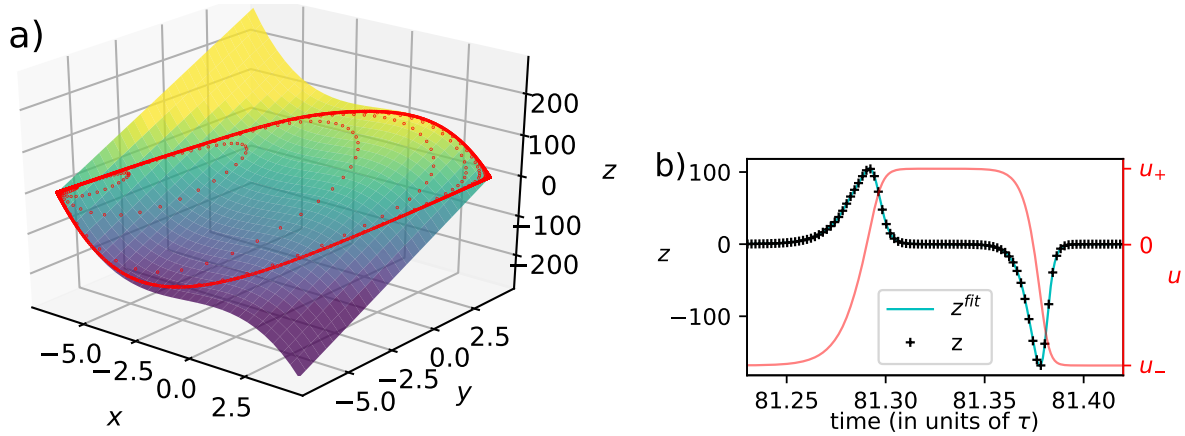 a)
200
100
0
−100
−200
z
−5.0
−2.5
0.0
2.5
x
−5.0
−2.5
0.0
2.5
y
b)
100
0
−100
z
u+
0
u−
u
z^fit
z
81.25 81.30 81.35 81.40
time (in units of τ)